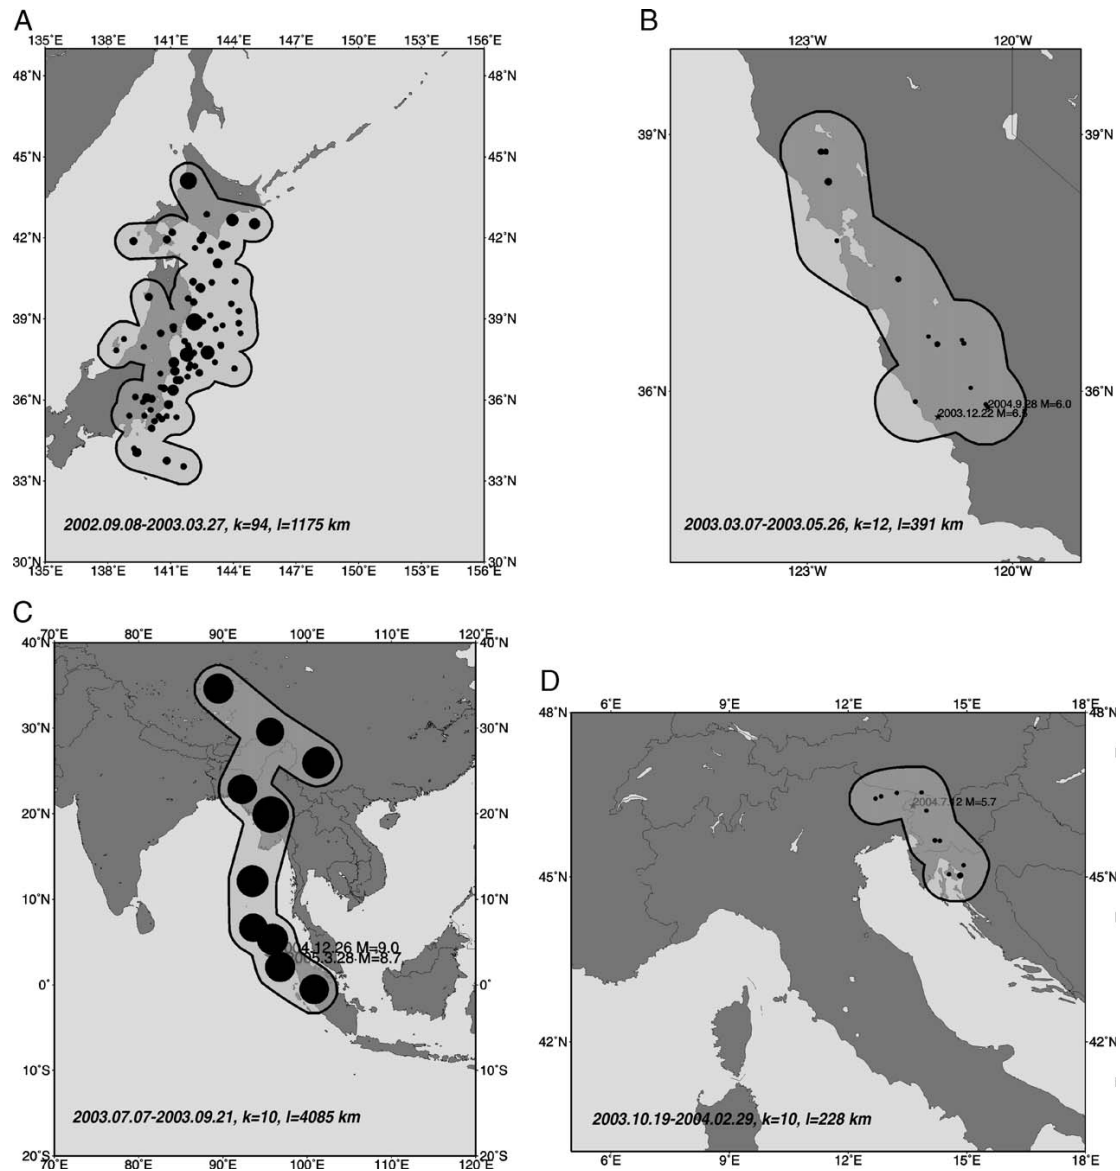 A
B
135°E 138°E 141°E 144°E 147°E 150°E 153°E 156°E
48°N 48°N
45°N 45°N
42°N 42°N
39°N 39°N
36°N 36°N
33°N 33°N
30°N 30°N
2002.09.08-2003.03.27, k=94, l=1175 km
135°E 138°E 141°E 144°E 147°E 150°E 153°E 156°E
123°W 120°W
39°N 39°N
36°N 36°N
2004.9.28 M=6.0
2003.12.22 M=6.5
2003.03.07-2003.05.26, k=12, l=391 km
123°W 120°W
C
70°E 80°E 90°E 100°E 110°E 120°E
40°N 40°N
30°N 30°N
20°N 20°N
10°N 10°N
0° 0°
10°S 10°S
20°S 20°S
004.12.26 M=9.0
005.3.28 M=8.7
2003.07.07-2003.09.21, k=10, l=4085 km
70°E 80°E 90°E 100°E 110°E 120°E
D
6°E 9°E 12°E 15°E 18°E
48°N 48°N
45°N 45°N
42°N 42°N
2004.7.12 M=5.7
2003.10.19-2004.02.29, k=10, l=228 km
6°E 9°E 12°E 15°E 18°E